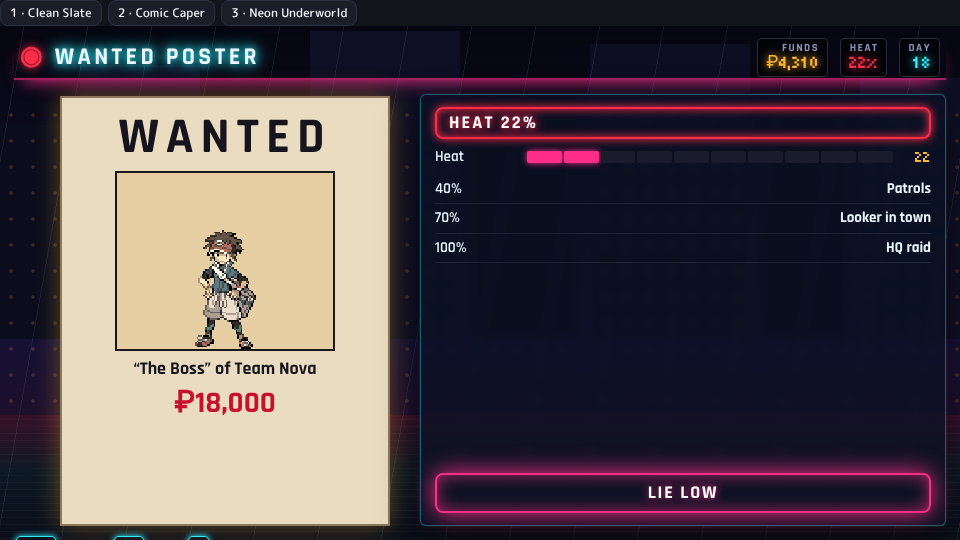 1 · Clean Slate
2 · Comic Caper
3 · Neon Underworld
WANTED POSTER
FUNDS
₽4,310
HEAT
22%
DAY
18
WANTED
“The Boss” of Team Nova
₽18,000
HEAT 22%
Heat
22
40%
Patrols
70%
Looker in town
100%
HQ raid
LIE LOW